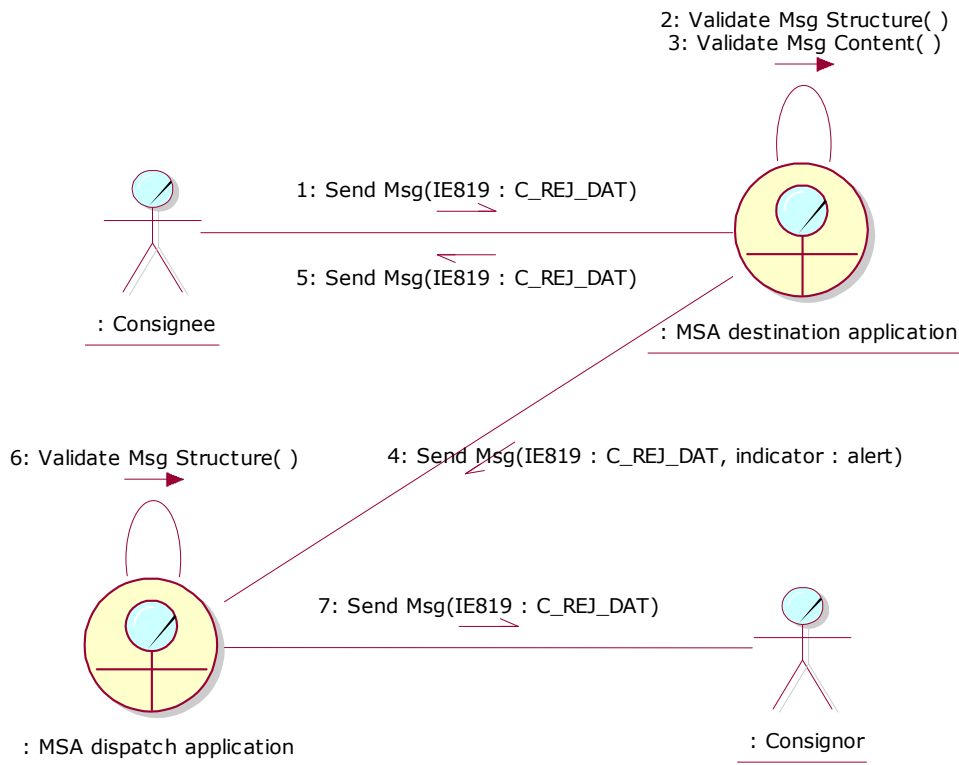 2: Validate Msg Structure( )
3: Validate Msg Content( )
1: Send Msg(IE819 : C_REJ_DAT)
5: Send Msg(IE819 : C_REJ_DAT)
: Consignee
: MSA destination application
6: Validate Msg Structure( )
4: Send Msg(IE819 : C_REJ_DAT, indicator : alert)
7: Send Msg(IE819 : C_REJ_DAT)
: MSA dispatch application
: Consignor